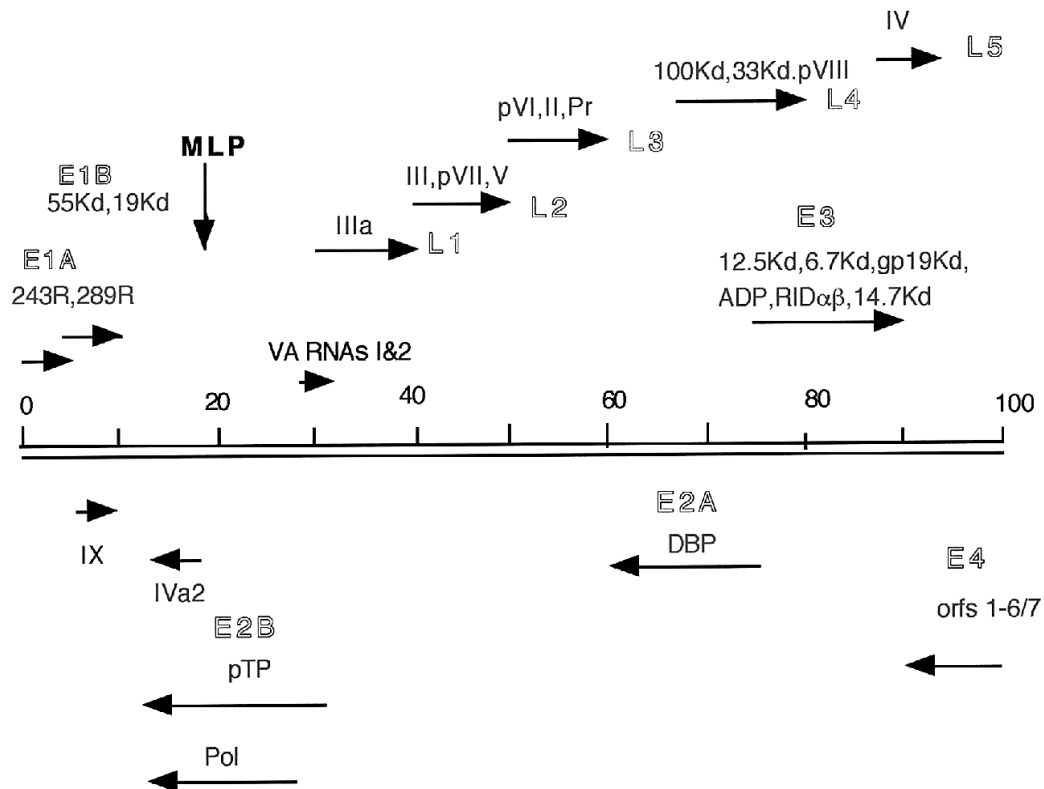 IV
L5
100Kd,33Kd.pVIII
L4
pVI,II,Pr
L3
MLP
E1B
55Kd,19Kd
III,pVII,V
L2
IIIa
L1
E3
12.5Kd,6.7Kd,gp19Kd,
ADP,RIDαβ,14.7Kd
E1A
243R,289R
VA RNAs I&2
0 20 40 60 80 100
IX
IVa2
E2A
DBP
E4
orfs 1-6/7
E2B
pTP
Pol